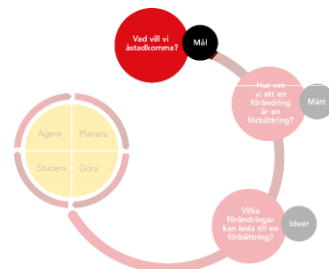 Vad vill vi
åstadkomma?
Mål
Hur vet
vi att en
förändring
är en
förbättring?
Mått
Agera
Planera
Studera
Göra
Vilka
förändringar
kan leda till en
förbättring?
Idéer